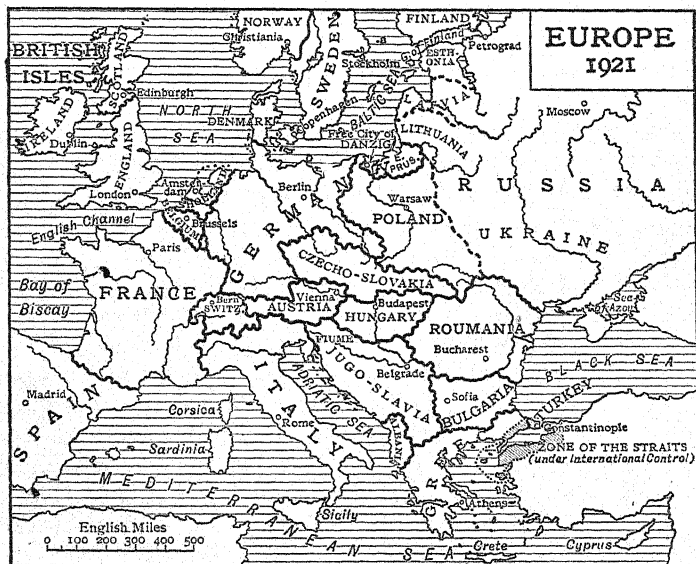 EUROPE
1921
NORWAY
Christiania
SWEDEN
FINLAND
Finland
Petrograd
BRITISH
ISLES
SCOTLAND
Edinburgh
Stockholm
ESTH-
ONIA
BALTIC SEA
LATVIA
Moscow
NORTH
SEA
DENMARK
Copenhagen
LITHUANIA
IRELAND
Dublin
ENGLAND
Free City of
DANZIG
E.
PRUS.
RUSSIA
London
Amster-
dam
HOLLAND
Berlin
Warsaw
POLAND
English Channel
BELGIUM
Brussels
GERMANY
UKRAINE
Paris
CZECHO-SLOVAKIA
Bay of
Biscay
FRANCE
Bern
SWITZ.
Vienna
AUSTRIA
Budapest
HUNGARY
ROUMANIA
Sea
of Azov
FIUME
Bucharest
JUGO-SLAVIA
Belgrade
BLACK SEA
Madrid
SPAIN
ITALY
ADRIATIC SEA
Sofia
BULGARIA
TURKEY
Corsica
Rome
Constantinople
Sardinia
ALBANIA
ZONE OF THE STRAITS
(under International Control)
GREECE
MEDITERRANEAN SEA
Athens
English Miles
0 100 200 300 400 500
Sicily
Crete
Cyprus